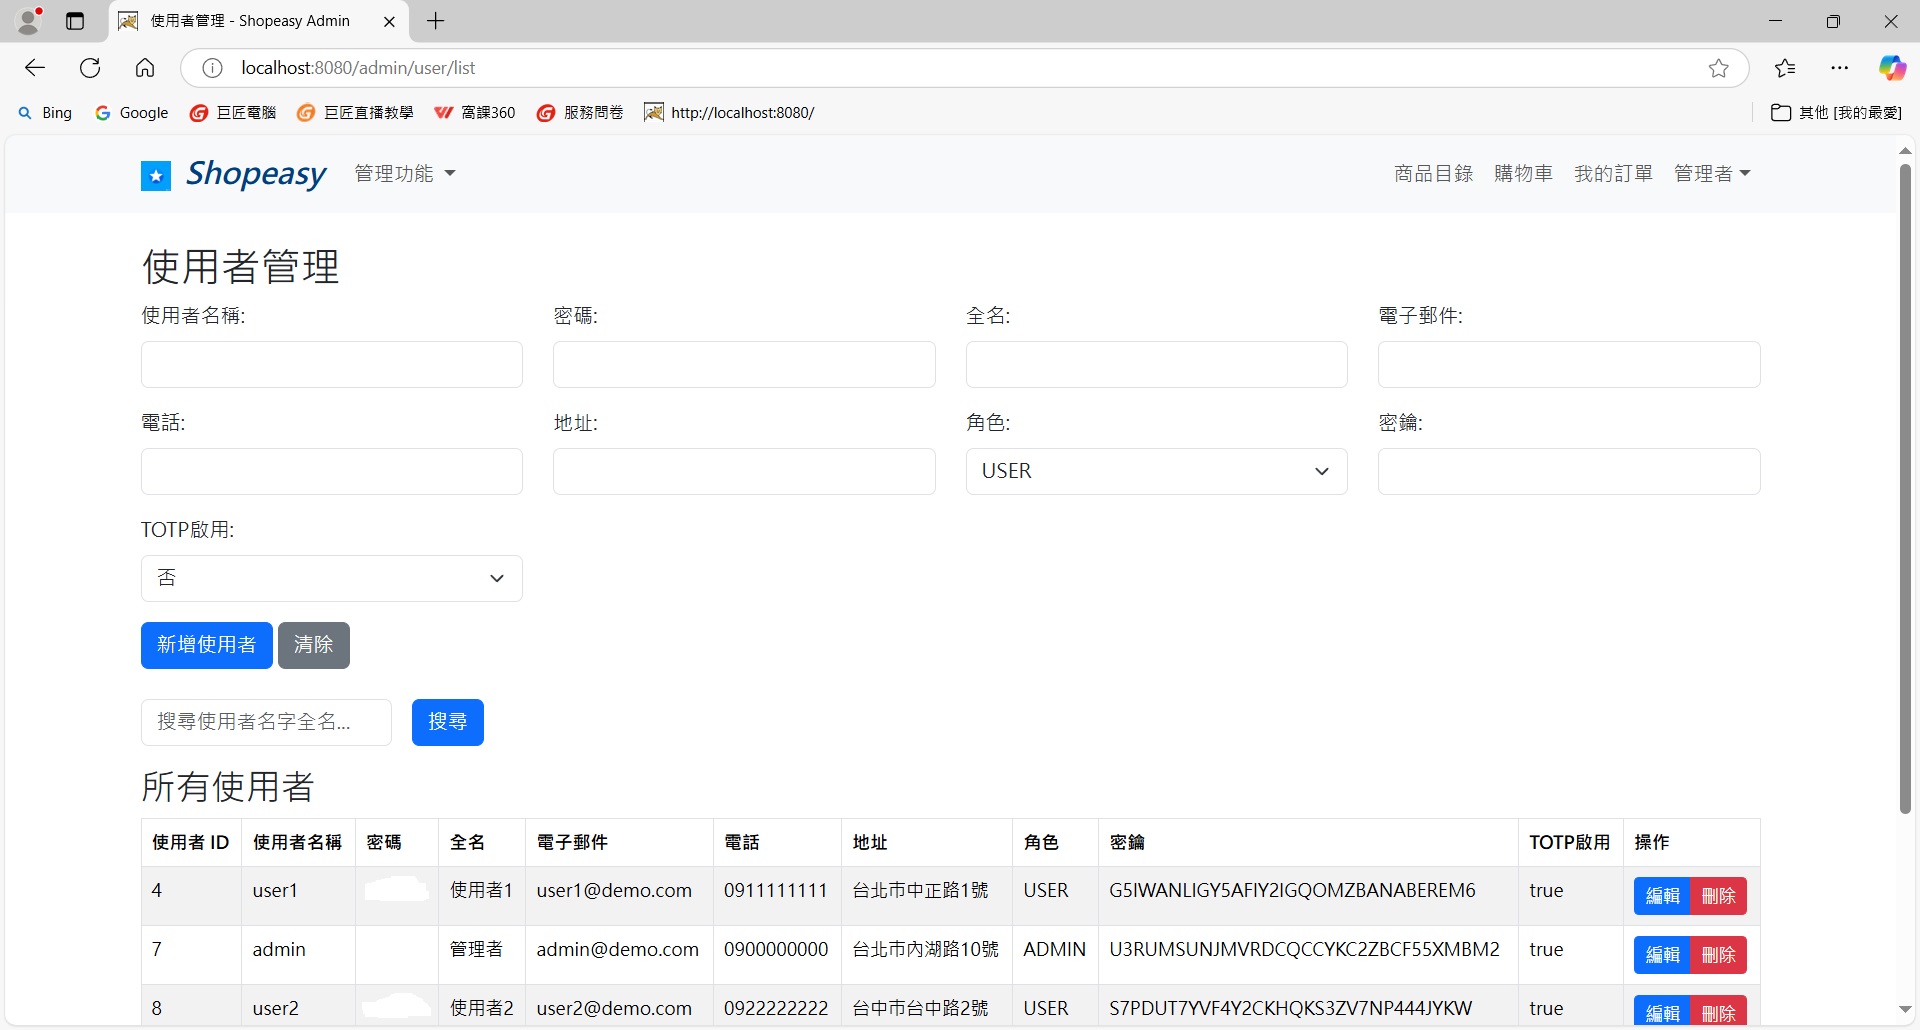 使用者管理 - Shopeasy Admin
localhost:8080/admin/user/list
Bing Google 巨匠電腦 巨匠直播教學 窩課360 服務問卷 http://localhost:8080/ 其他 [我的最愛]
Shopeasy 管理功能 商品目錄 購物車 我的訂單 管理者
使用者管理
使用者名稱: 密碼: 全名: 電子郵件:
電話: 地址: 角色: 密鑰:
USER
TOTP啟用:
否
新增使用者 清除
搜尋使用者名字全名... 搜尋
所有使用者
使用者 ID 使用者名稱 密碼 全名 電子郵件 電話 地址 角色 密鑰 TOTP啟用 操作
4 user1 使用者1 user1@demo.com 0911111111 台北市中正路1號 USER G5IWANLIGY5AFIY2IGQOMZBANABEREM6 true 編輯 刪除
7 admin 管理者 admin@demo.com 0900000000 台北市內湖路10號 ADMIN U3RUMSUNJMVRDCQCCYKC2ZBCF55XMBM2 true 編輯 刪除
8 user2 使用者2 user2@demo.com 0922222222 台中市台中路2號 USER S7PDUT7YVF4Y2CKHQKS3ZV7NP444JYKW true 編輯 刪除